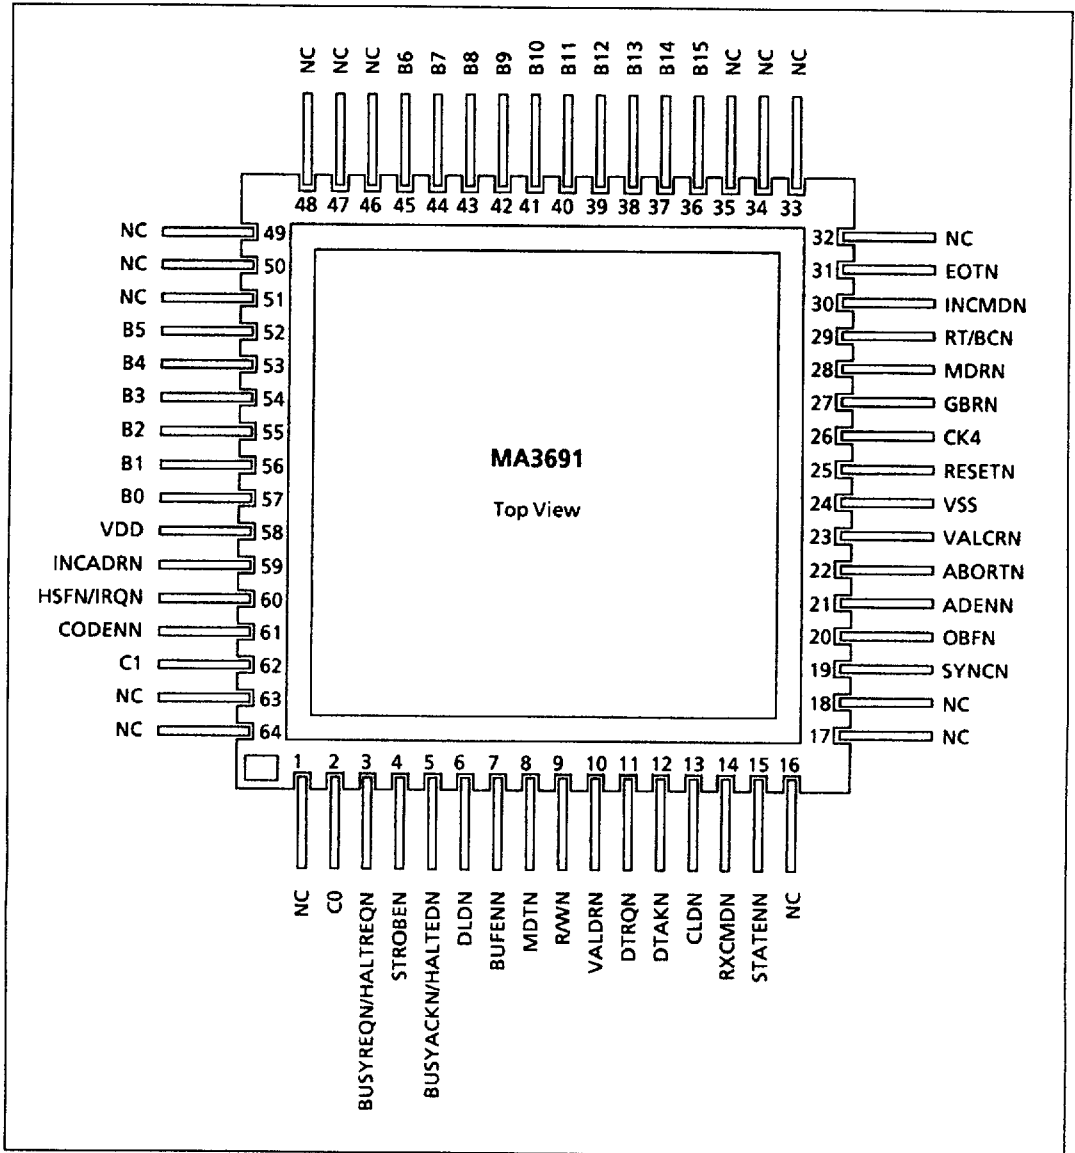 NC NC NC B6 B7 B8 B9 B10 B11 B12 B13 B14 B15 NC NC NC
48 47 46 45 44 43 42 41 40 39 38 37 36 35 34 33
NC 49
NC 50
NC 51
B5 52
B4 53
B3 54
B2 55
B1 56
B0 57
VDD 58
INCADRN 59
HSFN/IRQN 60
CODENN 61
C1 62
NC 63
NC 64
MA3691
Top View
32 NC
31 EOTN
30 INCMDN
29 RT/BCN
28 MDRN
27 GBRN
26 CK4
25 RESETN
24 VSS
23 VALCRN
22 ABORTN
21 ADENN
20 OBFN
19 SYNCN
18 NC
17 NC
1 2 3 4 5 6 7 8 9 10 11 12 13 14 15 16
NC
C0
BUSYREQN/HALTREQN
STROBEN
BUSYACKN/HALTEDN
DLDN
BUFENN
MDTN
R/WN
VALDRN
DTRQN
DTAKN
CLDN
RXCMDN
STATENN
NC